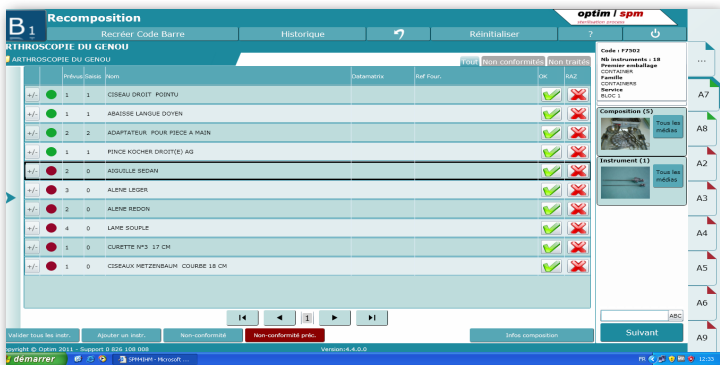 B1
Recomposition
optim / spm
sterilisation process
Recréer Code Barre Historique Réinitialiser ?
RTHROSCOPIE DU GENOU
ARTHROSCOPIE DU GENOU
Tout Non conformités Non traités
Prévus Saisis Nom Datamatrix Ref Four. OK RAZ
+/- 1 1 CISEAU DROIT POINTU
+/- 1 1 ABAISSE LANGUE DOYEN
+/- 2 2 ADAPTATEUR POUR PIECE A MAIN
+/- 1 1 PINCE KOCHER DROIT(E) AG
+/- 2 0 AIGUILLE SEDAN
+/- 3 0 ALENE LEGER
+/- 2 0 ALENE REDON
+/- 4 0 LAME SOUPLE
+/- 1 0 CURETTE N°3 17 CM
+/- 1 0 CISEAUX METZENBAUM COURBE 18 CM
1
Valider tous les instr. Ajouter un instr. Non-conformité Non-conformité préc. Infos composition
opyright © Optim 2011 - Support 0 826 108 008 Version:4.4.0.0
Code : F7502
Nb instruments : 18
Premier emballage
CONTAINER
Famille
CONTAINERS
Service
BLOC 1
Composition (5)
Tous les
médias
Instrument (1)
Tous les
médias
ABC
Suivant
...
A7
A8
A2
A3
A4
A5
A6
A9
démarrer SPM4IHM - Microsoft ... FR 12:33